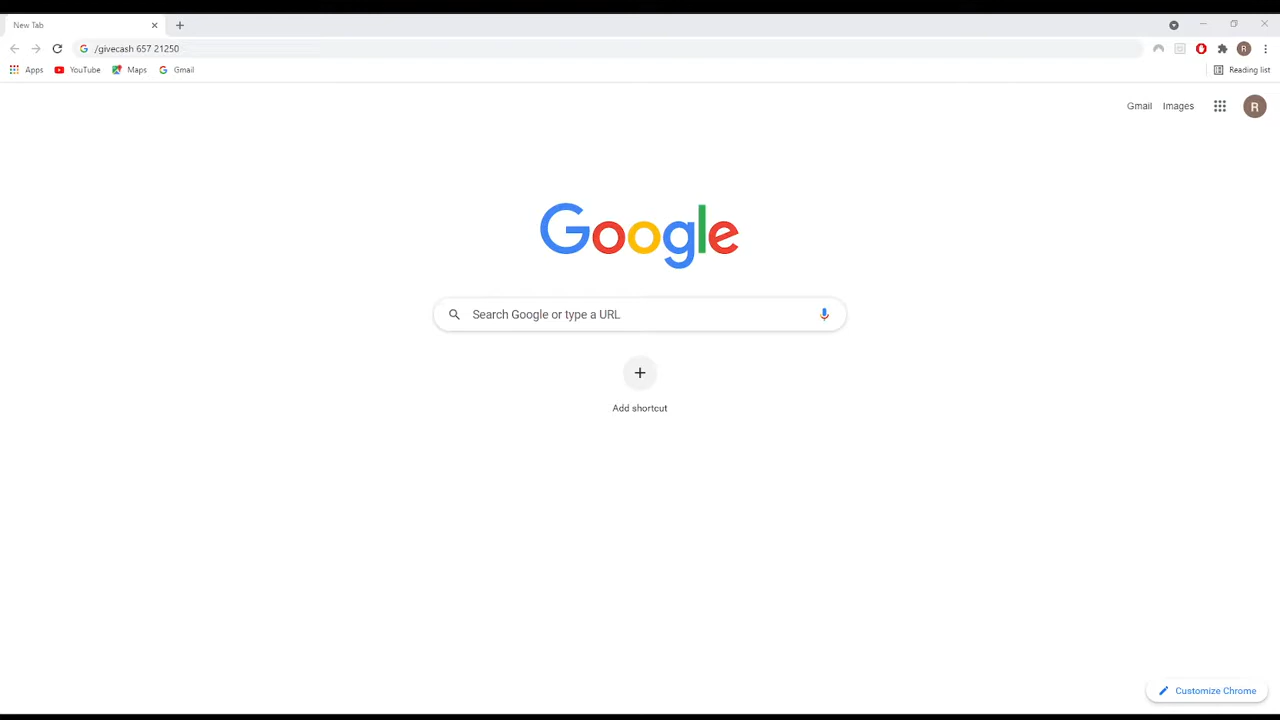 New Tab
/givecash 657 21250
Apps YouTube Maps Gmail Reading list
Gmail Images R
Google
Search Google or type a URL
Add shortcut
Customize Chrome